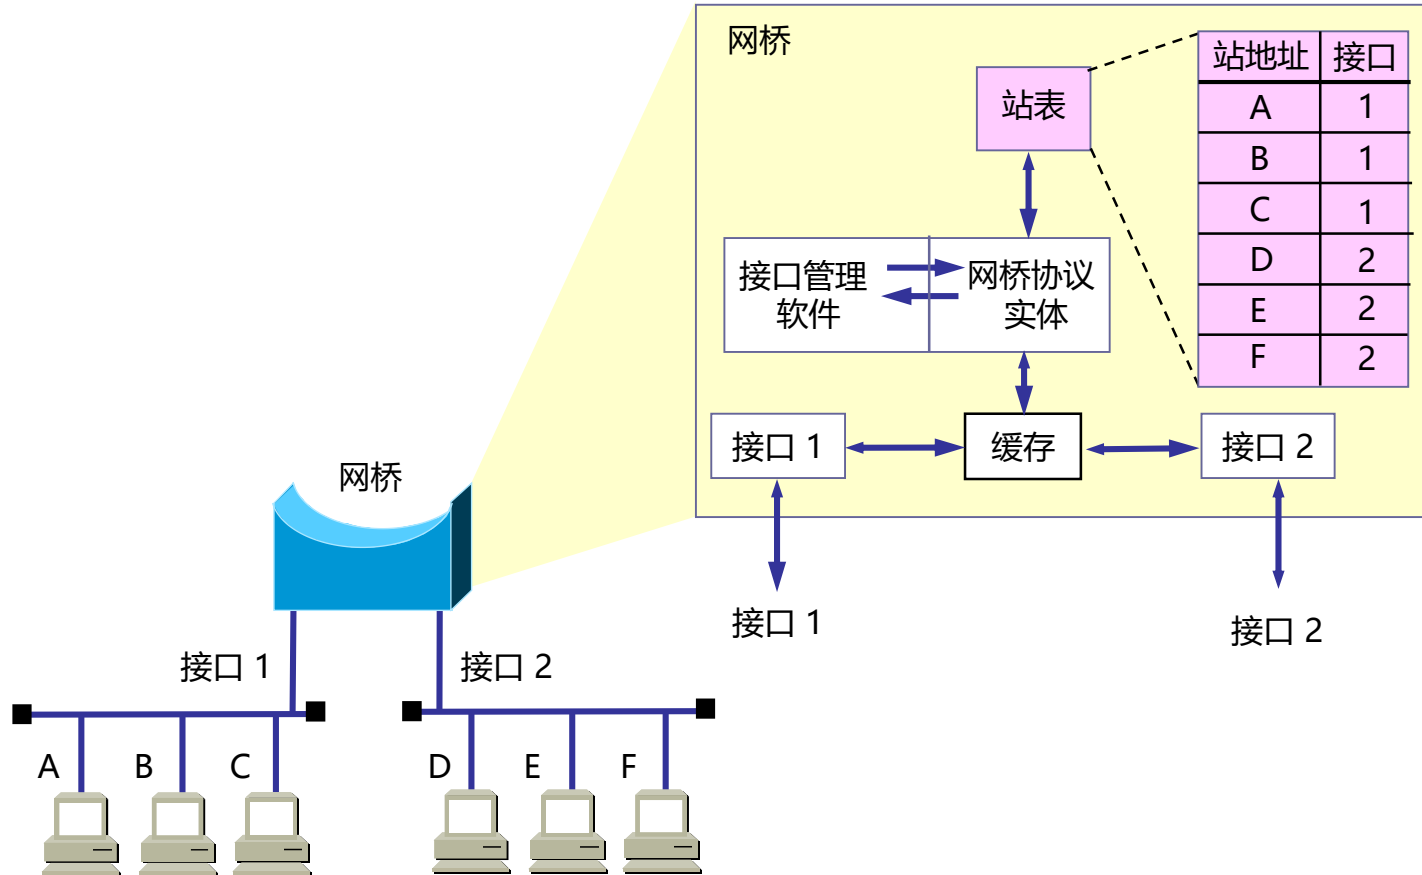 网桥
站表
站地址 接口
A 1
B 1
C 1
D 2
E 2
F 2
接口管理
软件
网桥协议
实体
接口 1
缓存
接口 2
接口 1
接口 2
网桥
接口 1
接口 2
A B C D E F